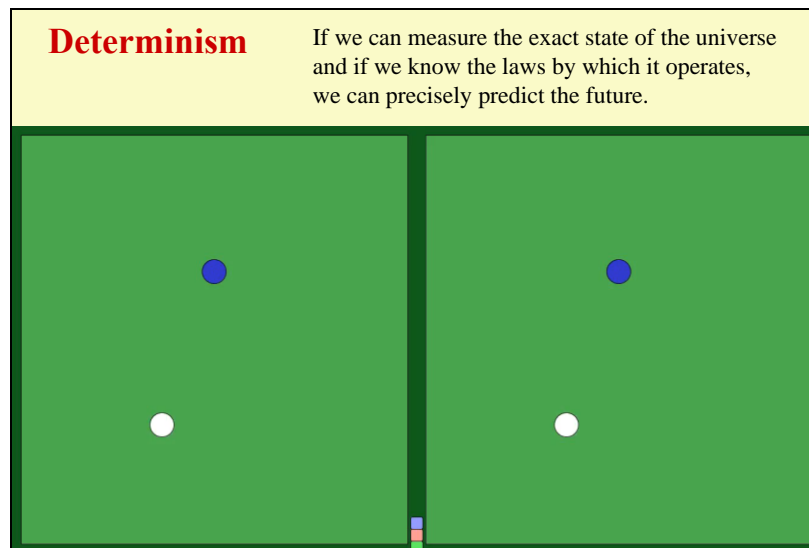 Determinism
If we can measure the exact state of the universe
and if we know the laws by which it operates,
we can precisely predict the future.